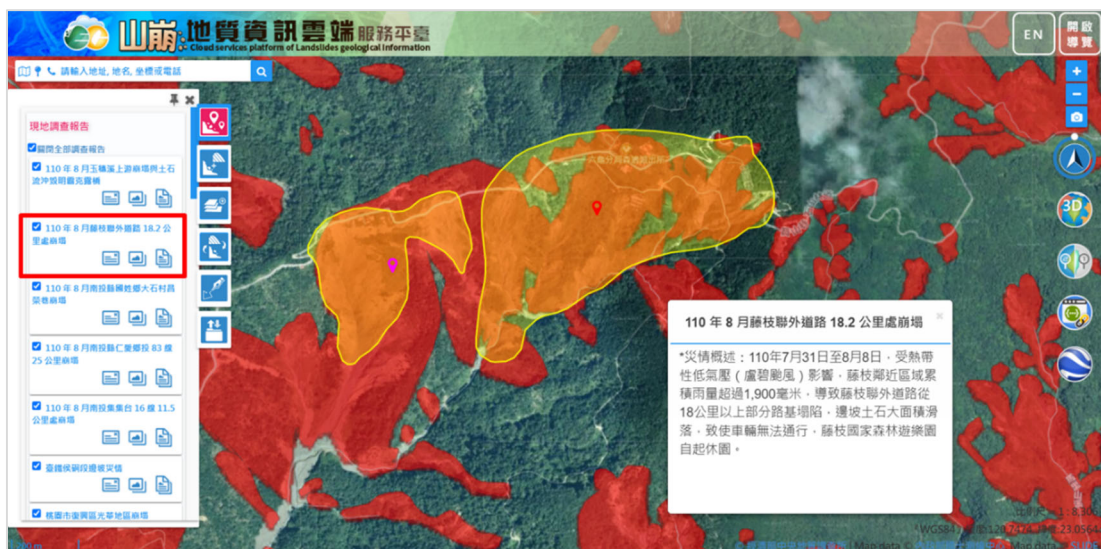 山崩地質資訊雲端服務平臺
Cloud services platform of Landslides geological Information
EN
開啟
導覽
請輸入地址, 地名, 坐標或電話
現地調查報告
關閉全部調查報告
110 年 8 月玉穗溪上游崩塌與土石
流沖毀明霸克露橋
110 年 8 月藤枝聯外道路 18.2 公
里處崩塌
110 年 8 月南投縣國姓鄉大石村昌
榮巷崩塌
110 年 8 月南投縣仁愛鄉投 83 線
25 公里崩塌
110 年 8 月南投集集台 16 線 11.5
公里處崩塌
臺鐵侯硐段邊坡災情
桃園市復興區光華地區崩塌
3D
110 年 8 月藤枝聯外道路 18.2 公里處崩塌
*災情概述：110年7月31日至8月8日，受熱帶
性低氣壓（盧碧颱風）影響，藤枝鄰近區域累
積雨量超過1,900毫米，導致藤枝聯外道路從
18公里以上部分路基塌陷、邊坡土石大面積滑
落，致使車輛無法通行，藤枝國家森林遊樂園
自起休園。